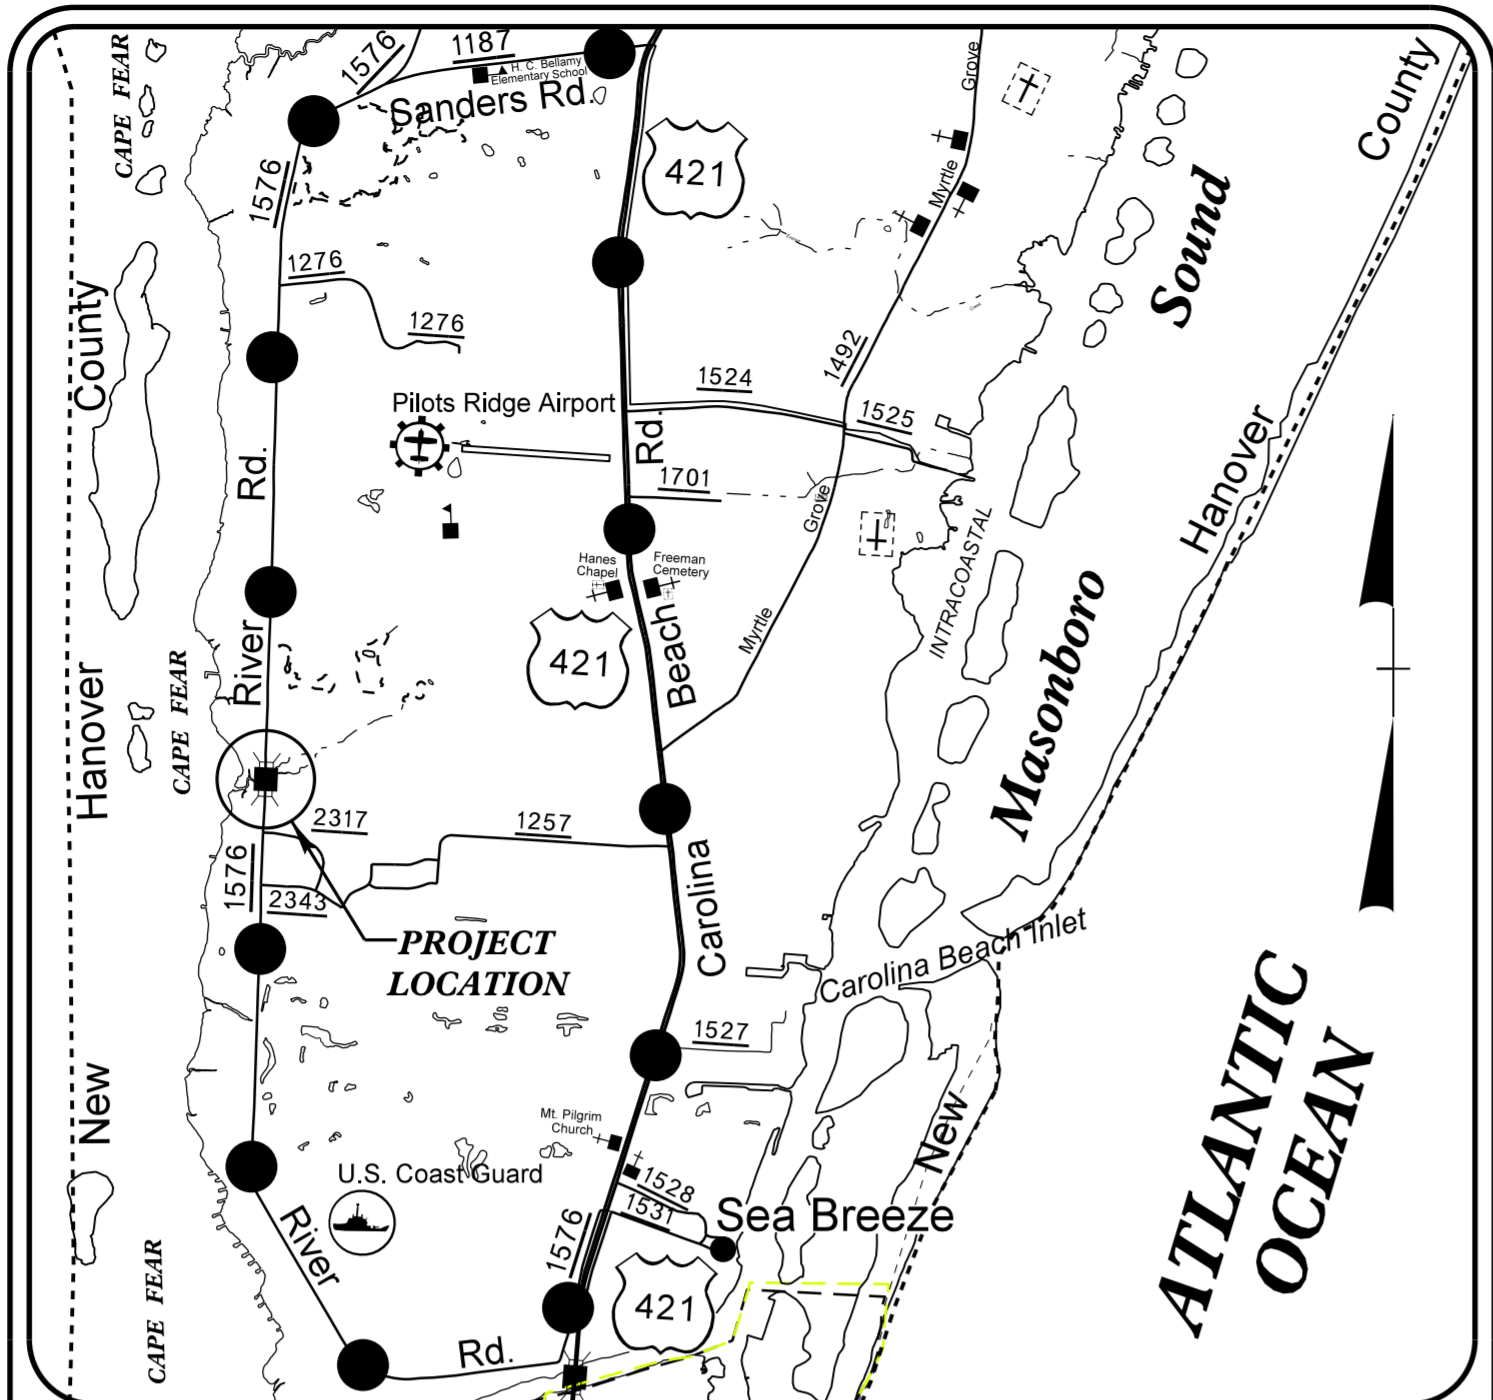 1576
1187
H. C. Bellamy
Elementary School
Sanders Rd.
CAPE FEAR
1576
421
Grove
Myrtle
County
Sound
1276
1276
County
1492
1524
1525
Pilots Ridge Airport
Rd.
Rd.
1701
Grove
Hanover
INTRACOASTAL
Hanes
Chapel
Freeman
Cemetery
421
Beach
Myrtle
River
Hanover
CAPE FEAR
Masonboro
2317
1257
1576
2343
Carolina
PROJECT
LOCATION
Carolina Beach Inlet
1527
New
Mt. Pilgrim
Church
U.S. Coast Guard
1528
1531
Sea Breeze
New
ATLANTIC
OCEAN
River
1576
421
CAPE FEAR
Rd.